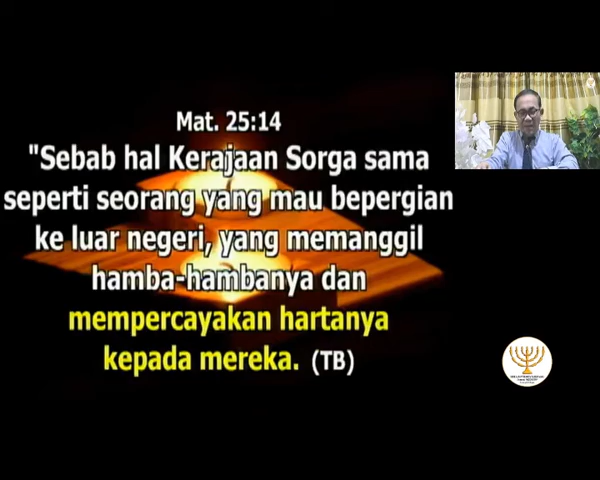 Mat. 25:14
"Sebab hal Kerajaan Sorga sama
seperti seorang yang mau bepergian
ke luar negeri, yang memanggil
hamba-hambanya dan
mempercayakan hartanya
kepada mereka. (TB)